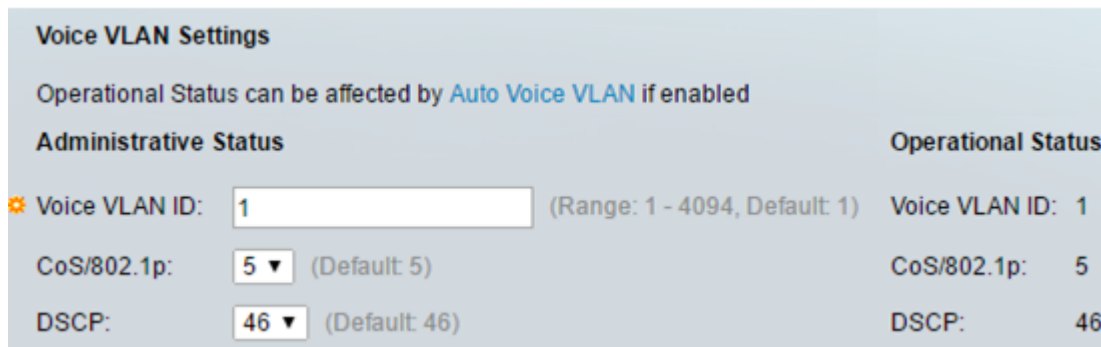 Voice VLAN Settings
Operational Status can be affected by Auto Voice VLAN if enabled
Administrative Status Operational Status
Voice VLAN ID: 1 (Range: 1 - 4094, Default: 1) Voice VLAN ID: 1
CoS/802.1p: 5 (Default: 5) CoS/802.1p: 5
DSCP: 46 (Default: 46) DSCP: 46